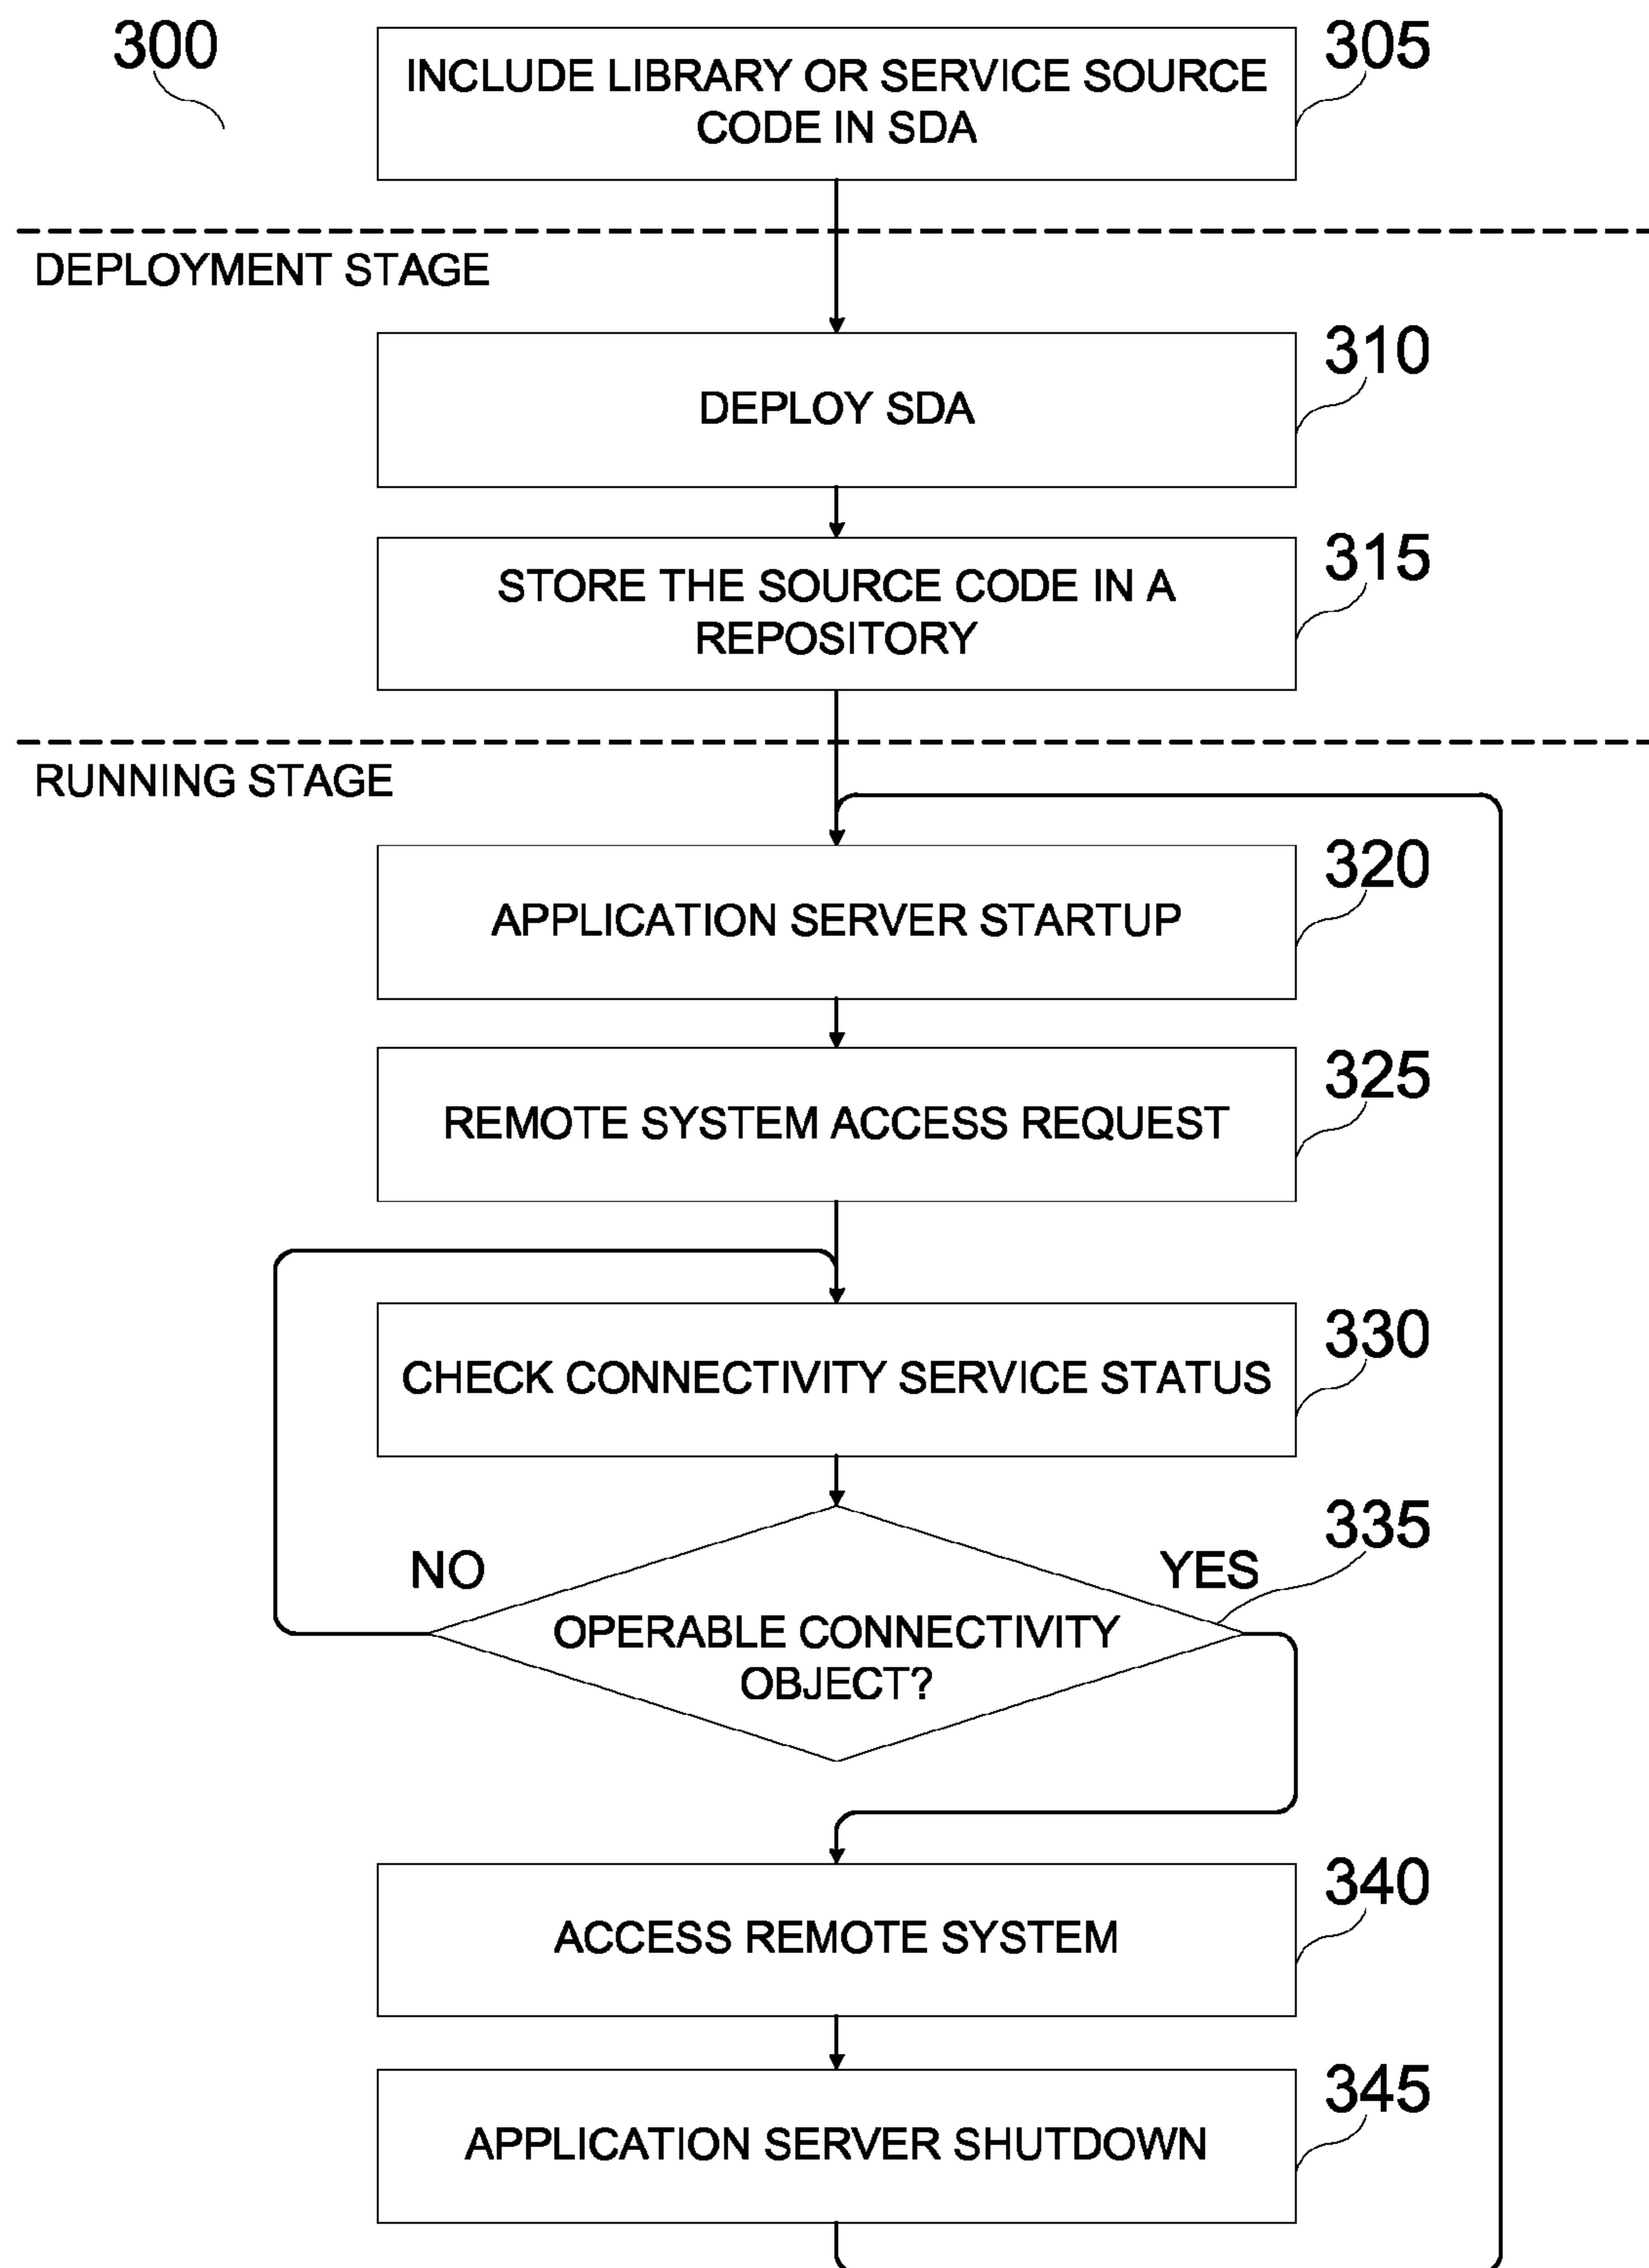 300
305
INCLUDE LIBRARY OR SERVICE SOURCE
CODE IN SDA
DEPLOYMENT STAGE
310
DEPLOY SDA
315
STORE THE SOURCE CODE IN A
REPOSITORY
RUNNING STAGE
320
APPLICATION SERVER STARTUP
325
REMOTE SYSTEM ACCESS REQUEST
330
CHECK CONNECTIVITY SERVICE STATUS
335
NO
YES
OPERABLE CONNECTIVITY
OBJECT?
340
ACCESS REMOTE SYSTEM
345
APPLICATION SERVER SHUTDOWN